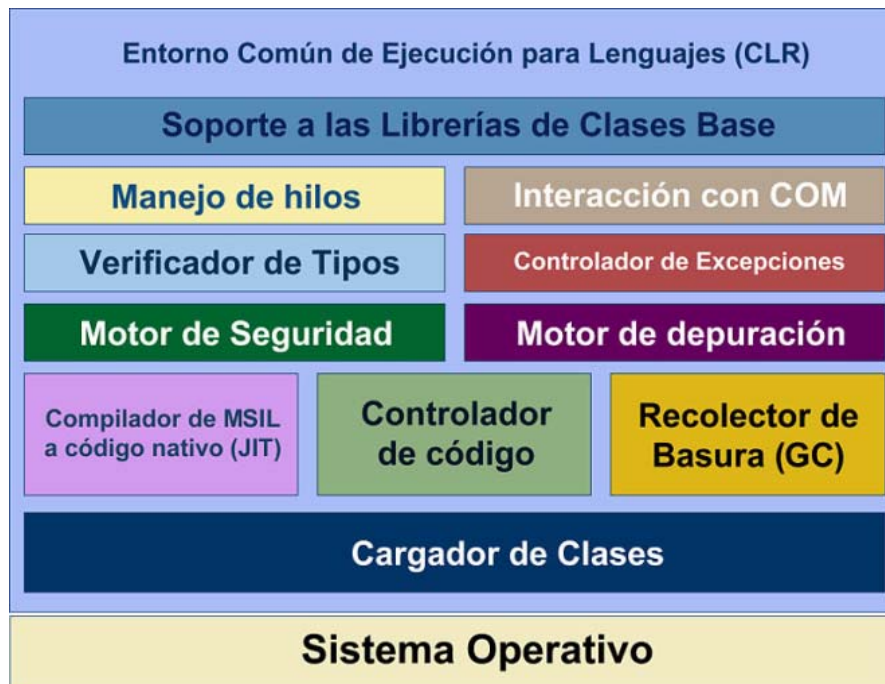 Entorno Común de Ejecución para Lenguajes (CLR)
Soporte a las Librerías de Clases Base
Manejo de hilos
Interacción con COM
Verificador de Tipos
Controlador de Excepciones
Motor de Seguridad
Motor de depuración
Compilador de MSIL
a código nativo (JIT)
Controlador
de código
Recolector de
Basura (GC)
Cargador de Clases
Sistema Operativo